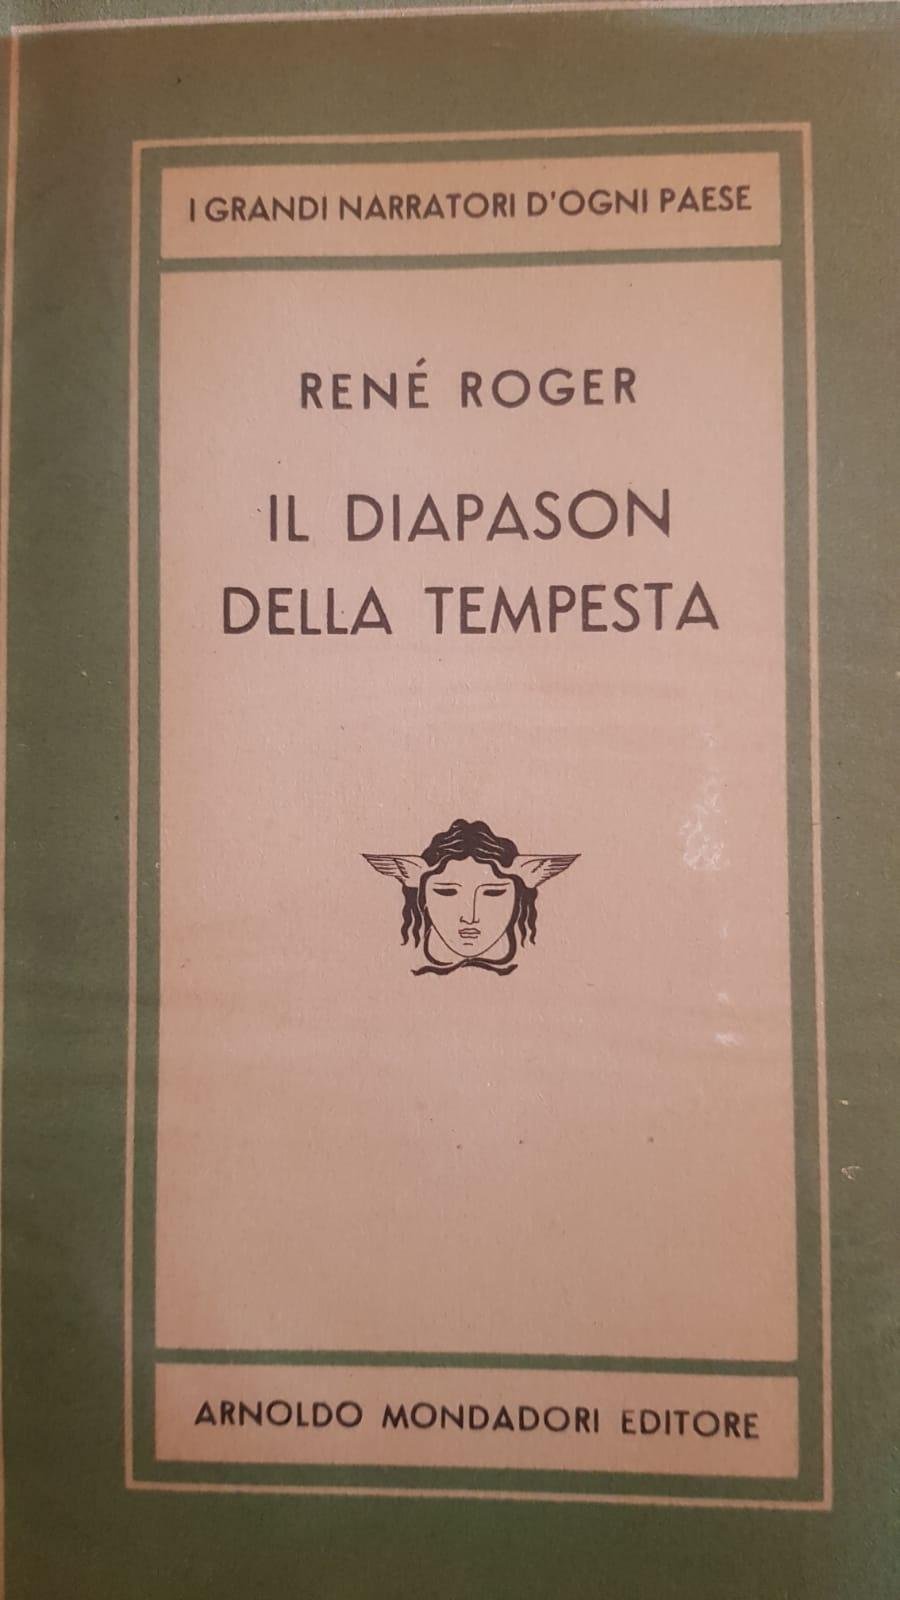 I GRANDI NARRATORI D'OGNI PAESE
RENÉ ROGER
IL DIAPASON
DELLA TEMPESTA
ARNOLDO MONDADORI EDITORE